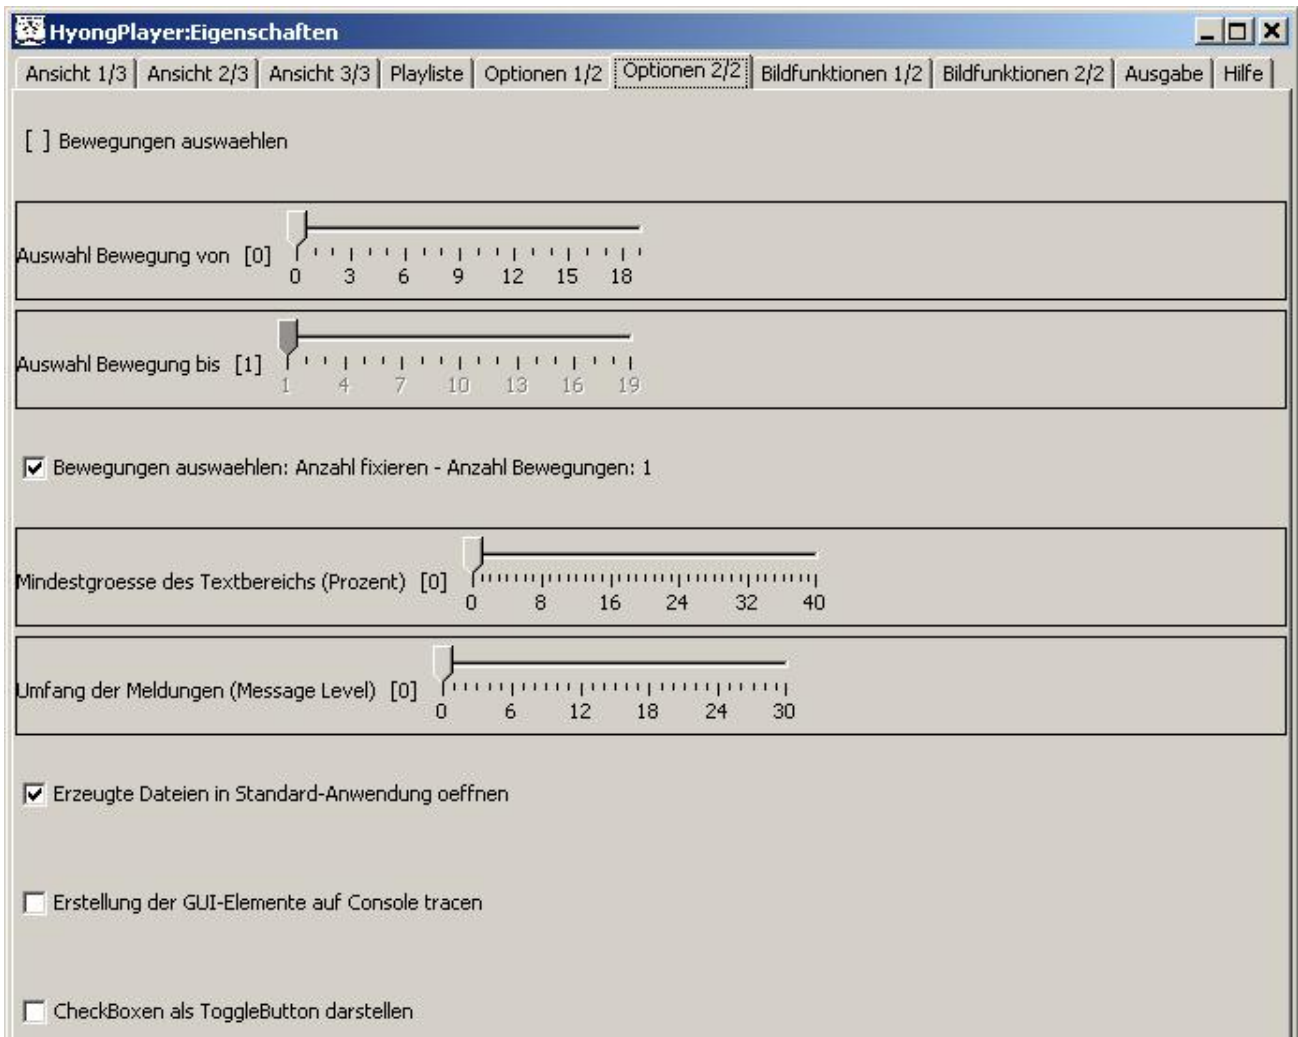 HyongPlayer:Eigenschaften
Ansicht 1/3 Ansicht 2/3 Ansicht 3/3 Playliste Optionen 1/2 Optionen 2/2 Bildfunktionen 1/2 Bildfunktionen 2/2 Ausgabe Hilfe
[ ] Bewegungen auswaehlen
Auswahl Bewegung von [0]
0 3 6 9 12 15 18
Auswahl Bewegung bis [1]
1 4 7 10 13 16 19
Bewegungen auswaehlen: Anzahl fixieren - Anzahl Bewegungen: 1
Mindestgroesse des Textbereichs (Prozent) [0]
0 8 16 24 32 40
Umfang der Meldungen (Message Level) [0]
0 6 12 18 24 30
Erzeugte Dateien in Standard-Anwendung oeffnen
Erstellung der GUI-Elemente auf Console tracen
CheckBoxen als ToggleButton darstellen